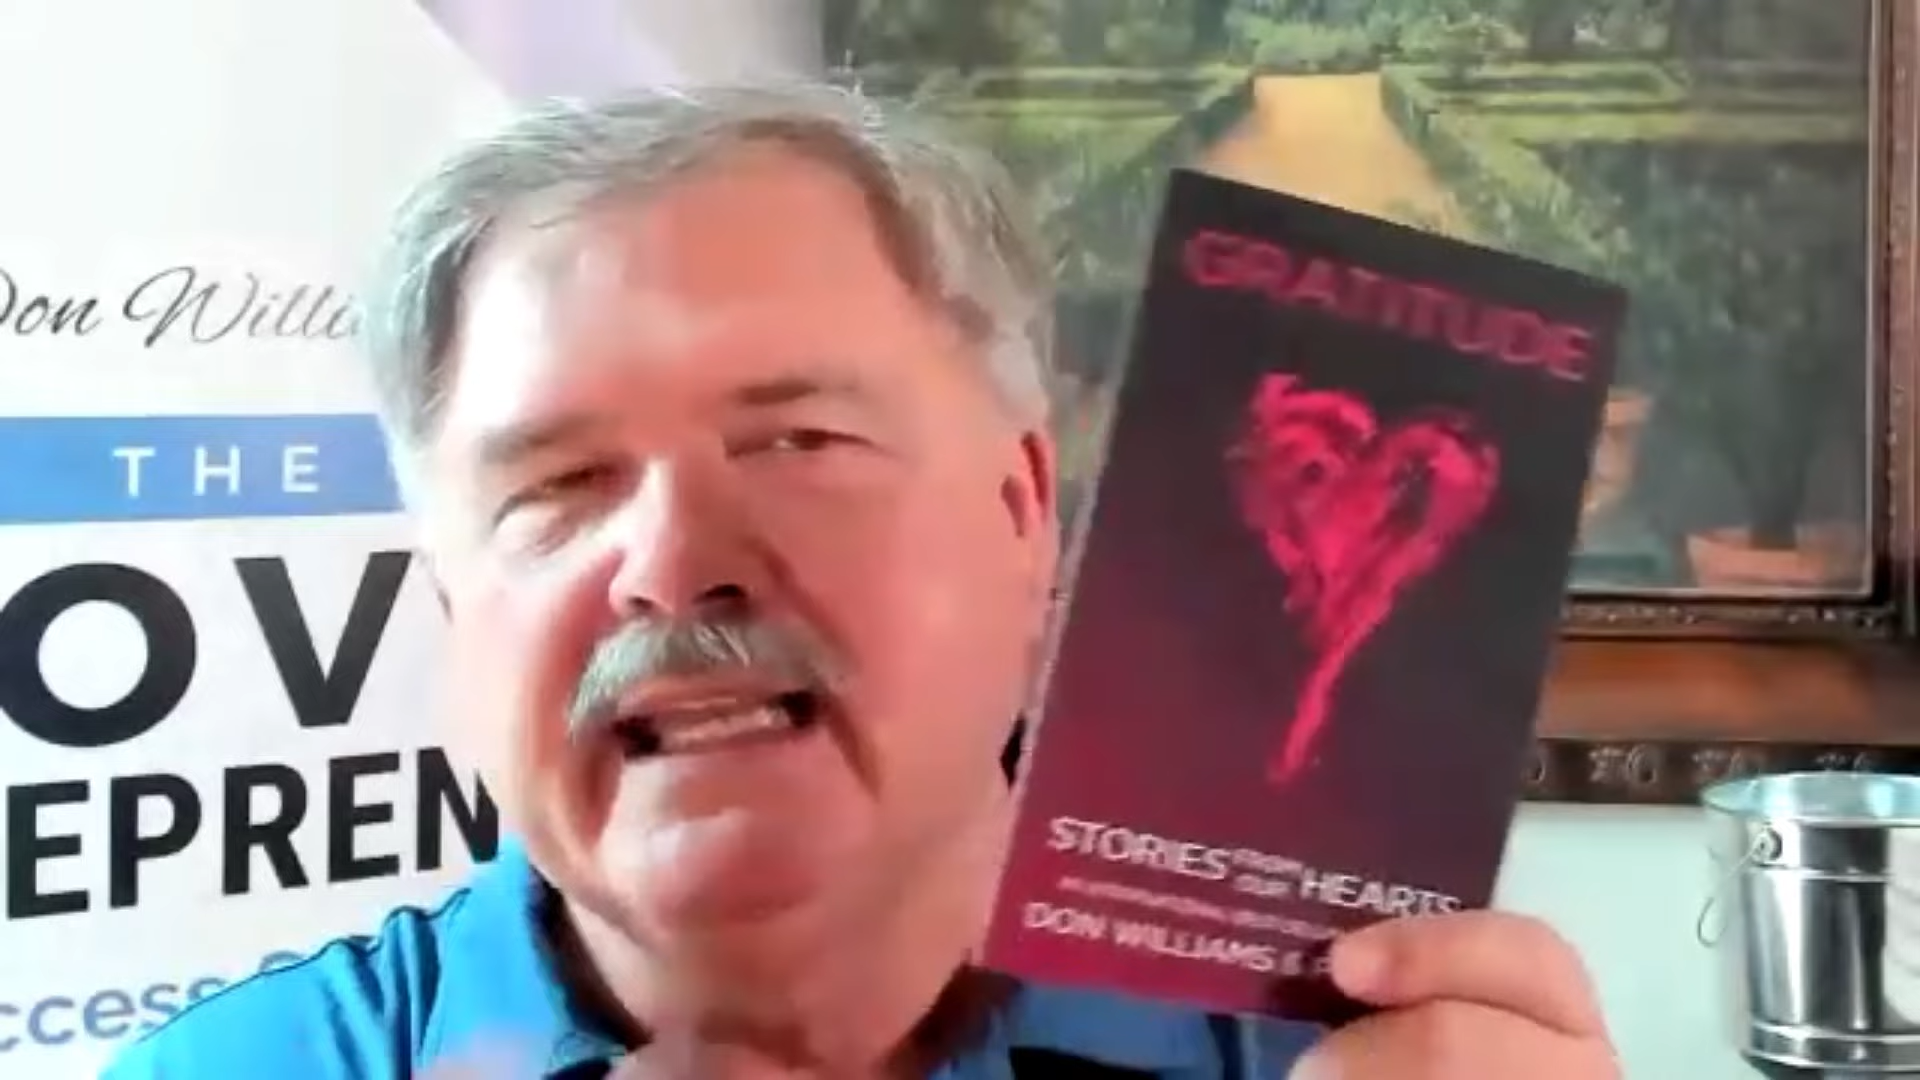 Don Willi
THE
OV
EPREN
ccess
GRATITUDE
STORIES FROM OUR HEARTS
DON WILLIAMS &